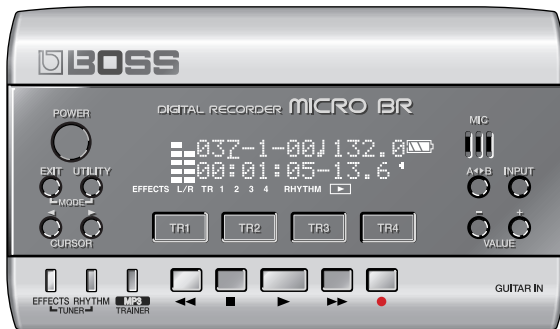 BOSS
DIGITAL RECORDER MICRO BR
POWER
MIC
037-1-00♩132.0
00:01:05-13.6
EXIT UTILITY
MODE
A↔B INPUT
EFFECTS L/R TR 1 2 3 4 RHYTHM ▶
◀ ▶
CURSOR
TR1 TR2 TR3 TR4
− +
VALUE
EFFECTS RHYTHM
TUNER
MP3
TRAINER
◀◀ ■ ▶ ▶▶ ●
GUITAR IN